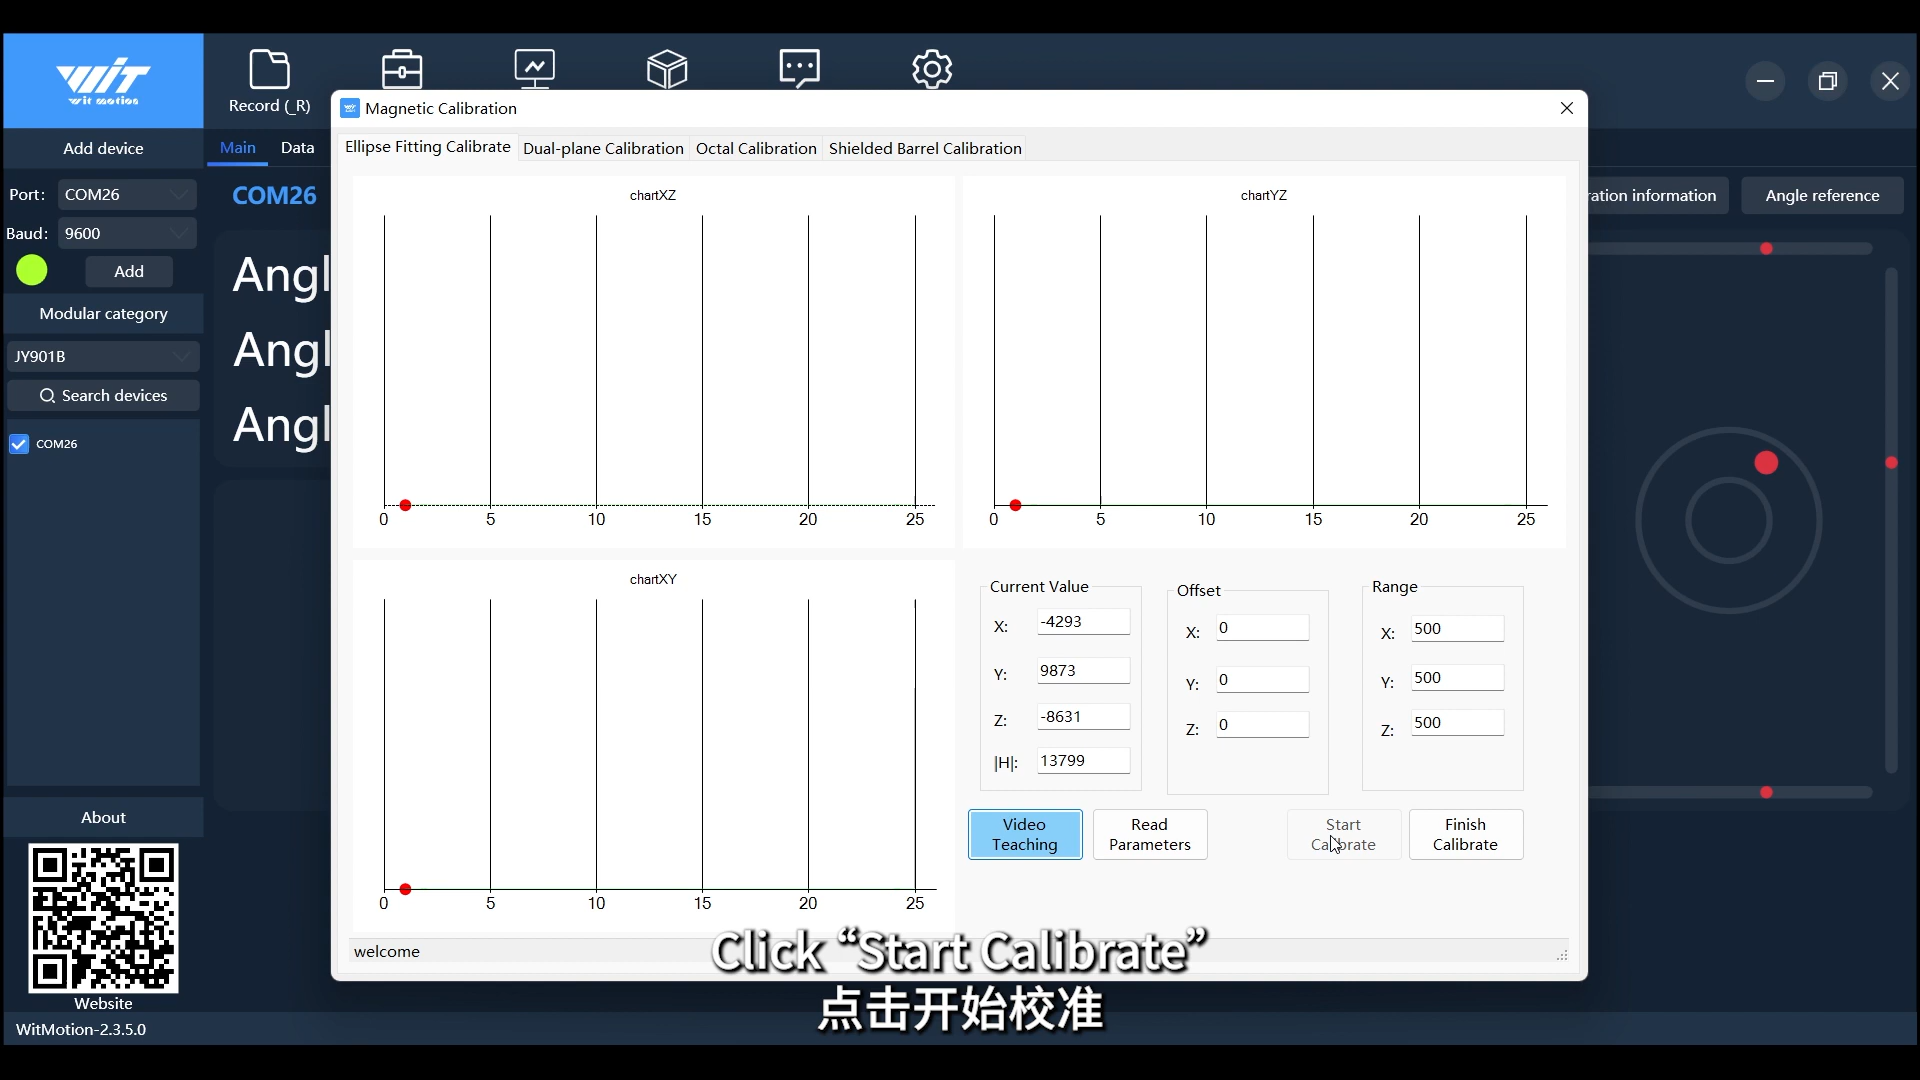 WiT
wit motion
Record (_R)
Add device
Main
Data
Port:
COM26
Baud:
9600
Add
Modular category
JY901B
Search devices
COM26
About
Website
WitMotion-2.3.5.0
COM26
Angl
Angl
Angl
ration information
Angle reference
Magnetic Calibration
Ellipse Fitting Calibrate
Dual-plane Calibration
Octal Calibration
Shielded Barrel Calibration
chartXZ
0 5 10 15 20 25
chartYZ
0 5 10 15 20 25
chartXY
0 5 10 15 20 25
Current Value
X: -4293
Y: 9873
Z: -8631
|H|: 13799
Offset
X: 0
Y: 0
Z: 0
Range
X: 500
Y: 500
Z: 500
Video
Teaching
Read
Parameters
Start
Calibrate
Finish
Calibrate
welcome
Click “Start Calibrate”
点击开始校准